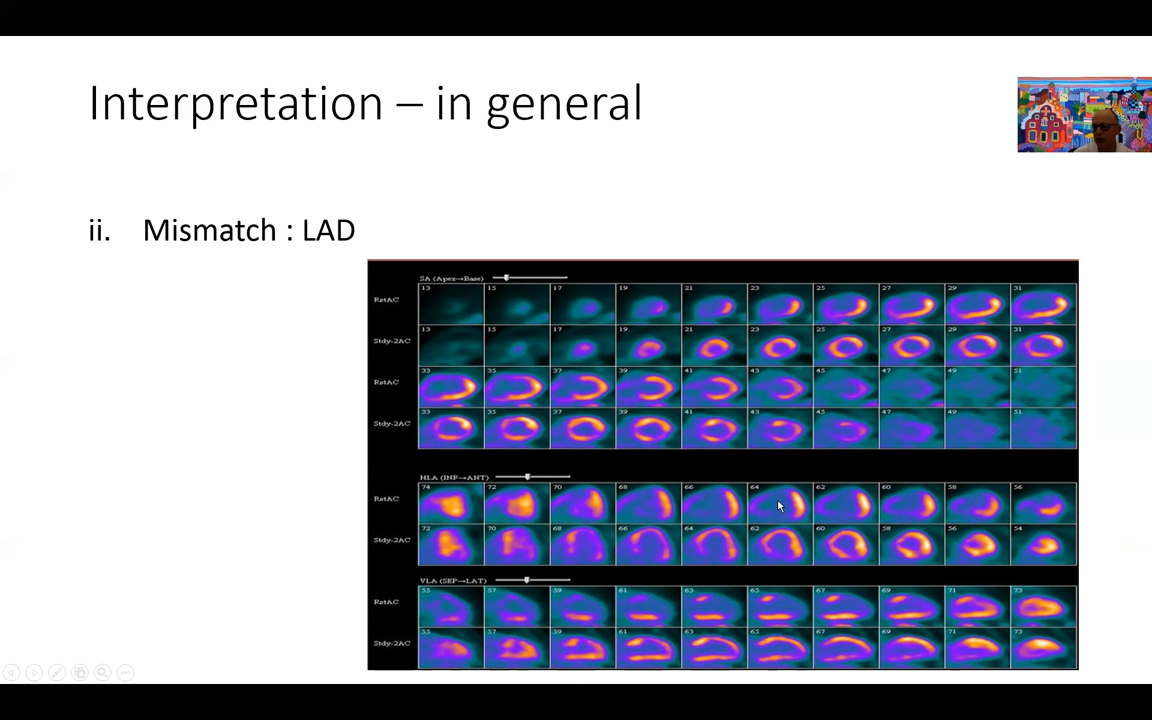 Interpretation – in general
ii. Mismatch : LAD
SA (Apex→Base)
RstAC 13 15 17 19 21 23 25 27 29 31
Stdy-2AC 13 15 17 19 21 23 25 27 29 31
RstAC 33 35 37 39 41 43 45 47 49 51
Stdy-2AC 33 35 37 39 41 43 45 47 49 51
HLA (INF→ANT)
RstAC 74 72 70 68 66 64 62 60 58 56
Stdy-2AC 72 70 68 66 64 62 60 58 56 54
VLA (SEP→LAT)
RstAC 55 57 59 61 63 65 67 69 71 73
Stdy-2AC 55 57 59 61 63 65 67 69 71 73